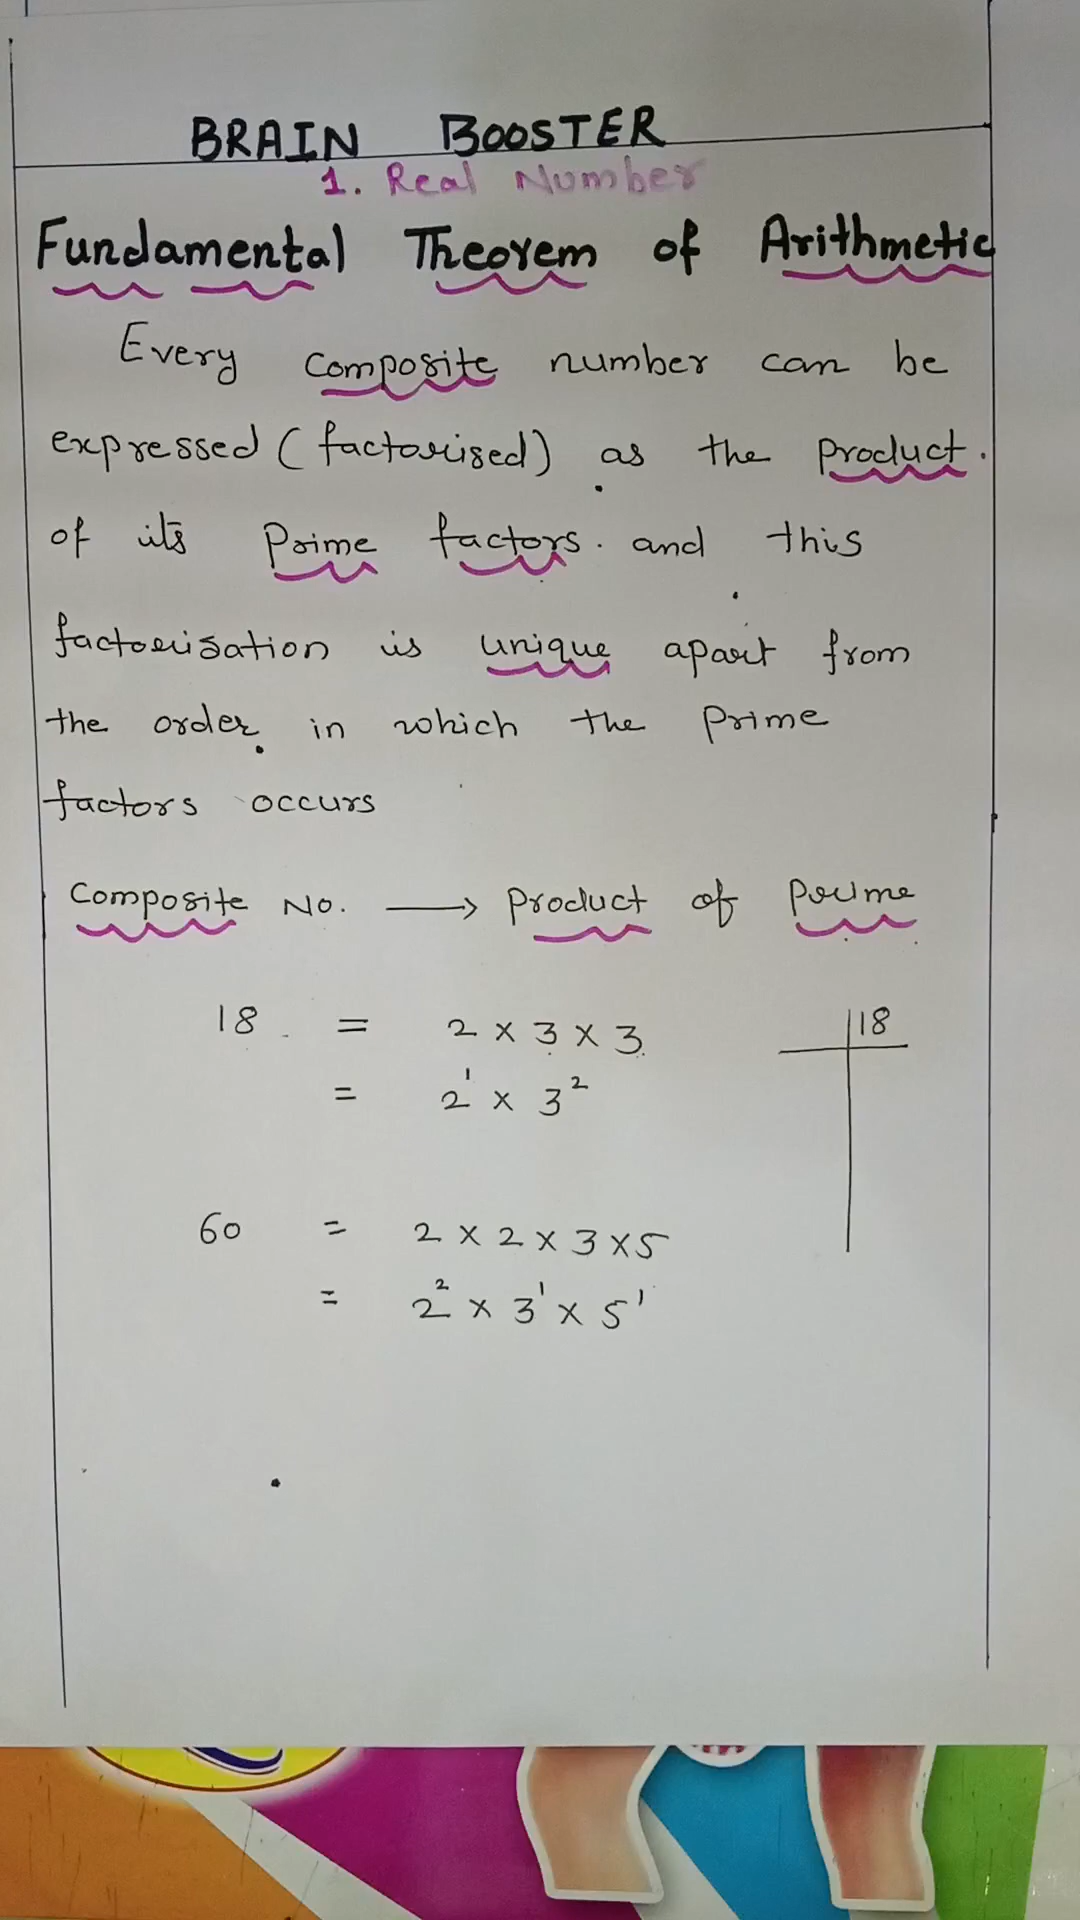 BRAIN BOOSTER
1. Real Number
Fundamental Theorem of Arithmetic
Every composite number can be
expressed (factorised) as the product.
of its Prime factors. and this
factorisation is unique apart from
the order in which the prime
factors occurs
Composite No. → Product of Prime
18 = 2 × 3 × 3
18
= 2¹ × 3²
60 = 2 × 2 × 3 × 5
= 2² × 3¹ × 5¹